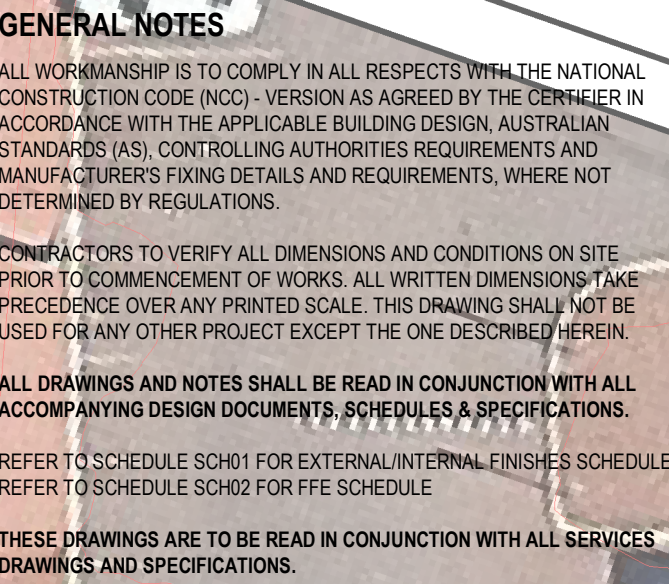 GENERAL NOTES
ALL WORKMANSHIP IS TO COMPLY IN ALL RESPECTS WITH THE NATIONAL
CONSTRUCTION CODE (NCC) - VERSION AS AGREED BY THE CERTIFIER IN
ACCORDANCE WITH THE APPLICABLE BUILDING DESIGN, AUSTRALIAN
STANDARDS (AS), CONTROLLING AUTHORITIES REQUIREMENTS AND
MANUFACTURER'S FIXING DETAILS AND REQUIREMENTS, WHERE NOT
DETERMINED BY REGULATIONS.
CONTRACTORS TO VERIFY ALL DIMENSIONS AND CONDITIONS ON SITE
PRIOR TO COMMENCEMENT OF WORKS. ALL WRITTEN DIMENSIONS TAKE
PRECEDENCE OVER ANY PRINTED SCALE. THIS DRAWING SHALL NOT BE
USED FOR ANY OTHER PROJECT EXCEPT THE ONE DESCRIBED HEREIN.
ALL DRAWINGS AND NOTES SHALL BE READ IN CONJUNCTION WITH ALL
ACCOMPANYING DESIGN DOCUMENTS, SCHEDULES & SPECIFICATIONS.
REFER TO SCHEDULE SCH01 FOR EXTERNAL/INTERNAL FINISHES SCHEDULE
REFER TO SCHEDULE SCH02 FOR FFE SCHEDULE
THESE DRAWINGS ARE TO BE READ IN CONJUNCTION WITH ALL SERVICES
DRAWINGS AND SPECIFICATIONS.